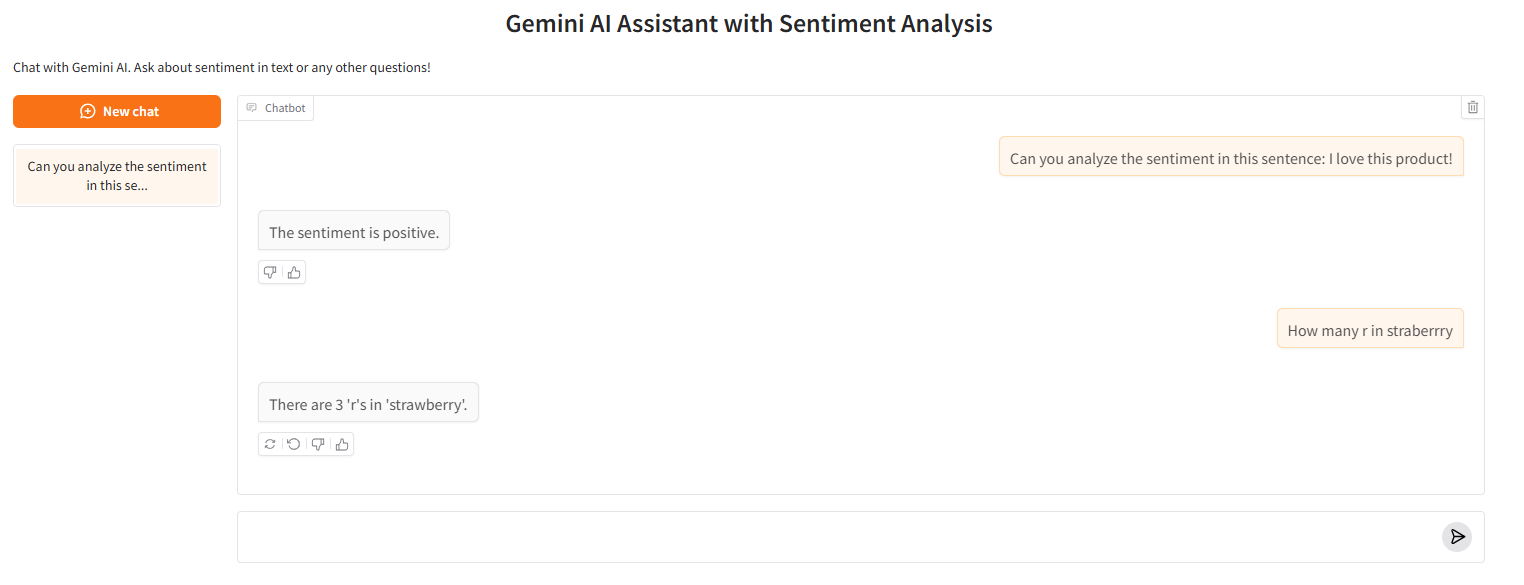 Gemini AI Assistant with Sentiment Analysis
Chat with Gemini AI. Ask about sentiment in text or any other questions!
New chat
Can you analyze the sentiment
in this se...
Chatbot
Can you analyze the sentiment in this sentence: I love this product!
The sentiment is positive.
How many r in straberrry
There are 3 'r's in 'strawberry'.